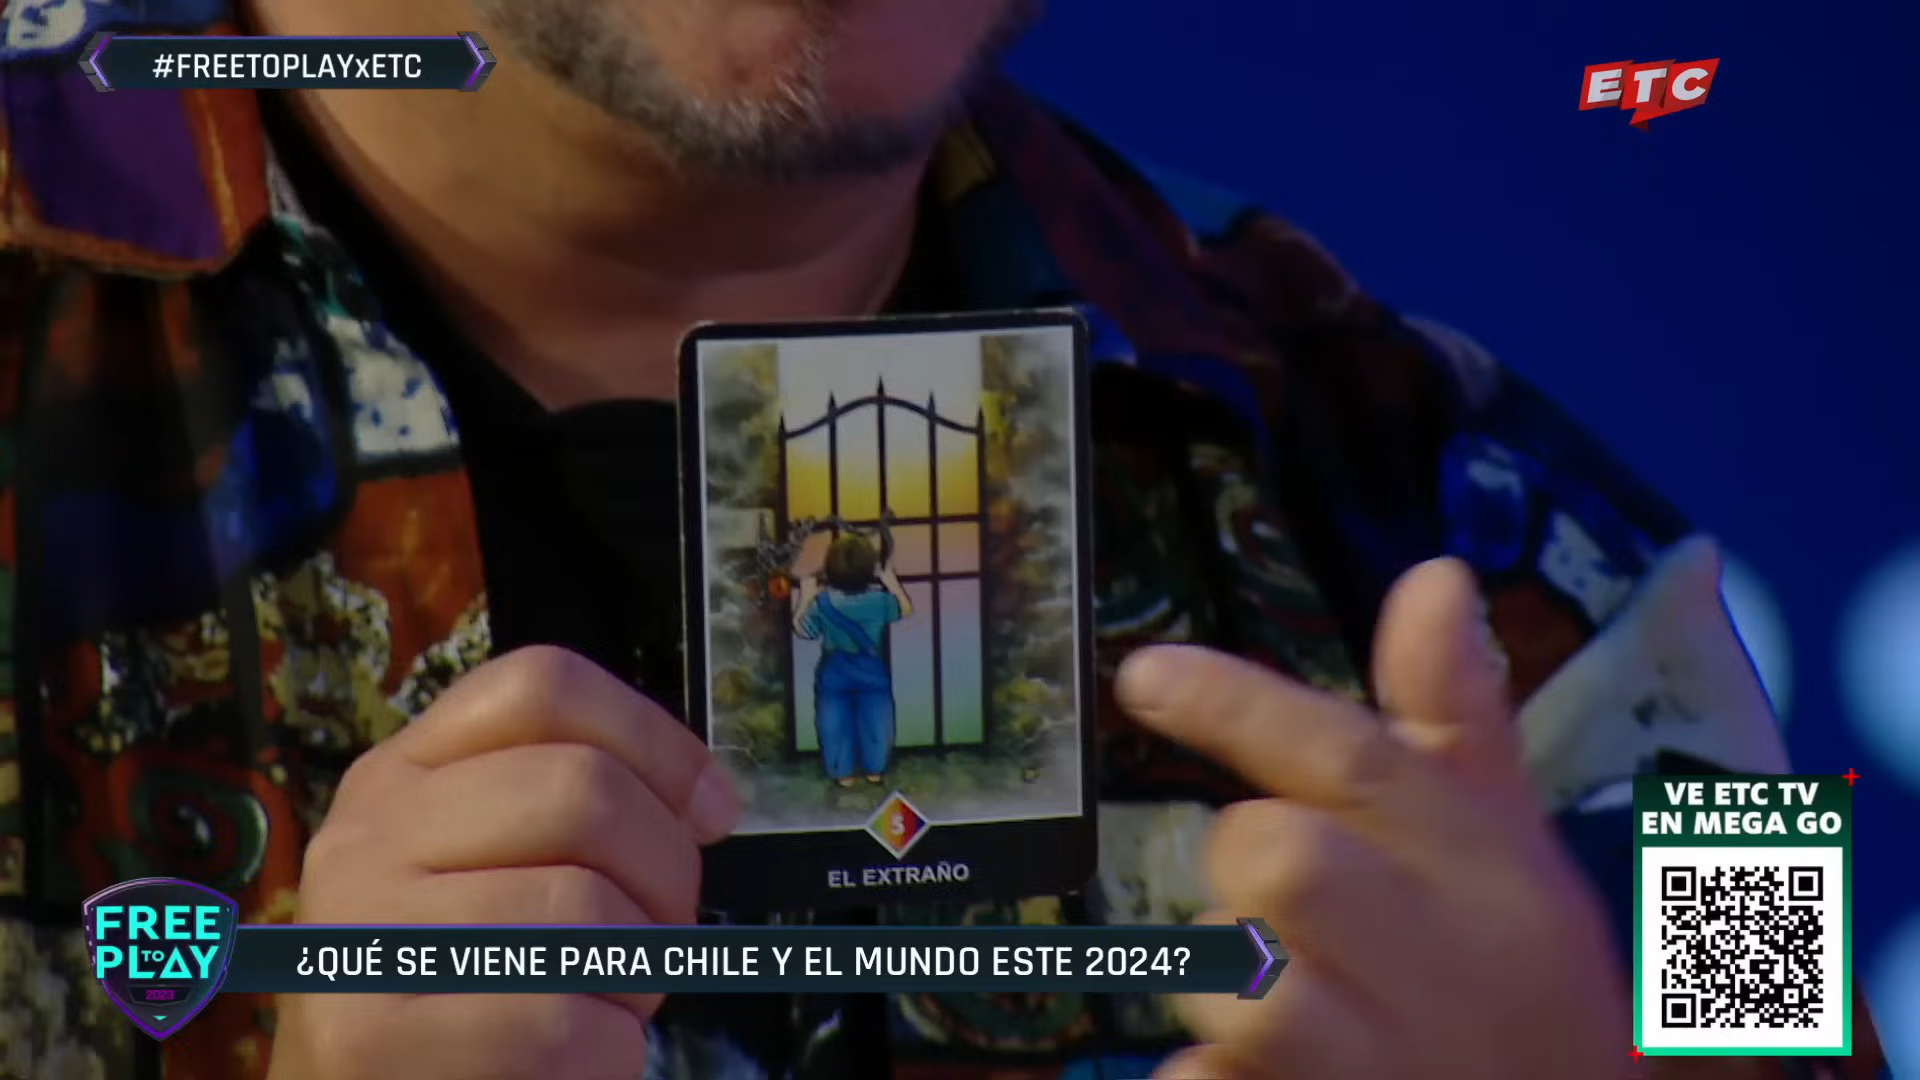 #FREETOPLAYxETC
ETC
5
EL EXTRAÑO
FREE
TO
PLAY
2023
¿QUÉ SE VIENE PARA CHILE Y EL MUNDO ESTE 2024?
VE ETC TV
EN MEGA GO